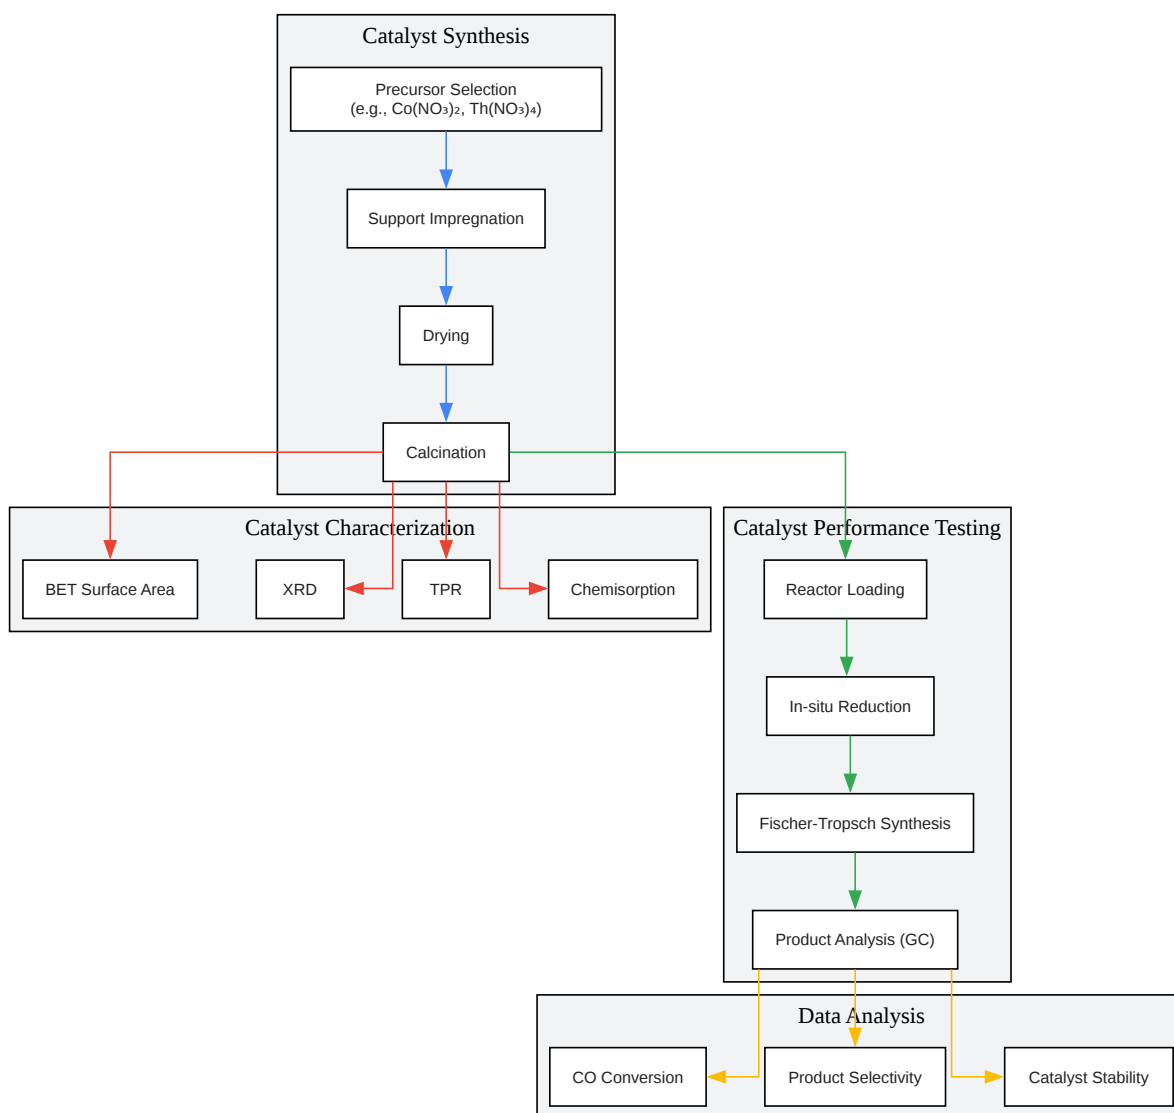 Catalyst Synthesis
Precursor Selection
(e.g., Co(NO₃)₂, Th(NO₃)₄)
Support Impregnation
Drying
Calcination
Catalyst Characterization
BET Surface Area
XRD
TPR
Chemisorption
Catalyst Performance Testing
Reactor Loading
In-situ Reduction
Fischer-Tropsch Synthesis
Product Analysis (GC)
Data Analysis
CO Conversion
Product Selectivity
Catalyst Stability